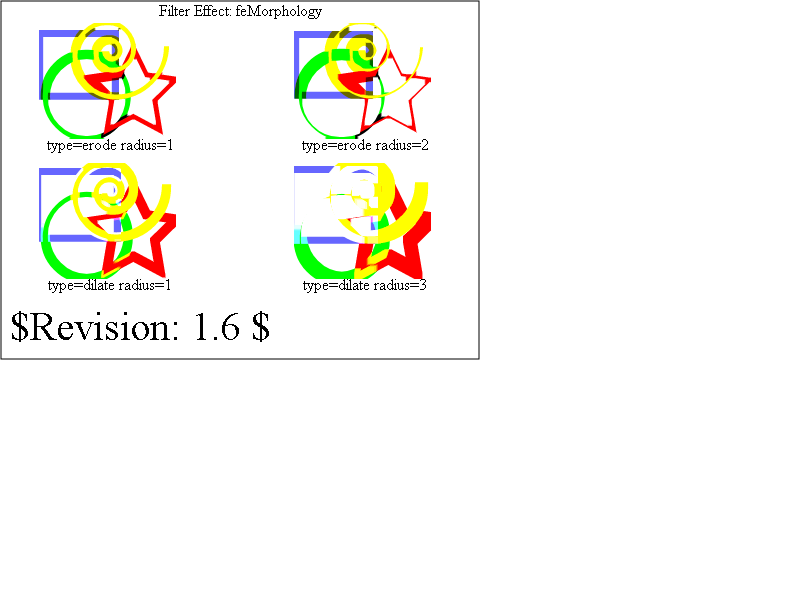 Filter Effect: feMorphology
type=erode radius=1
type=erode radius=2
type=dilate radius=1
type=dilate radius=3
$Revision: 1.6 $